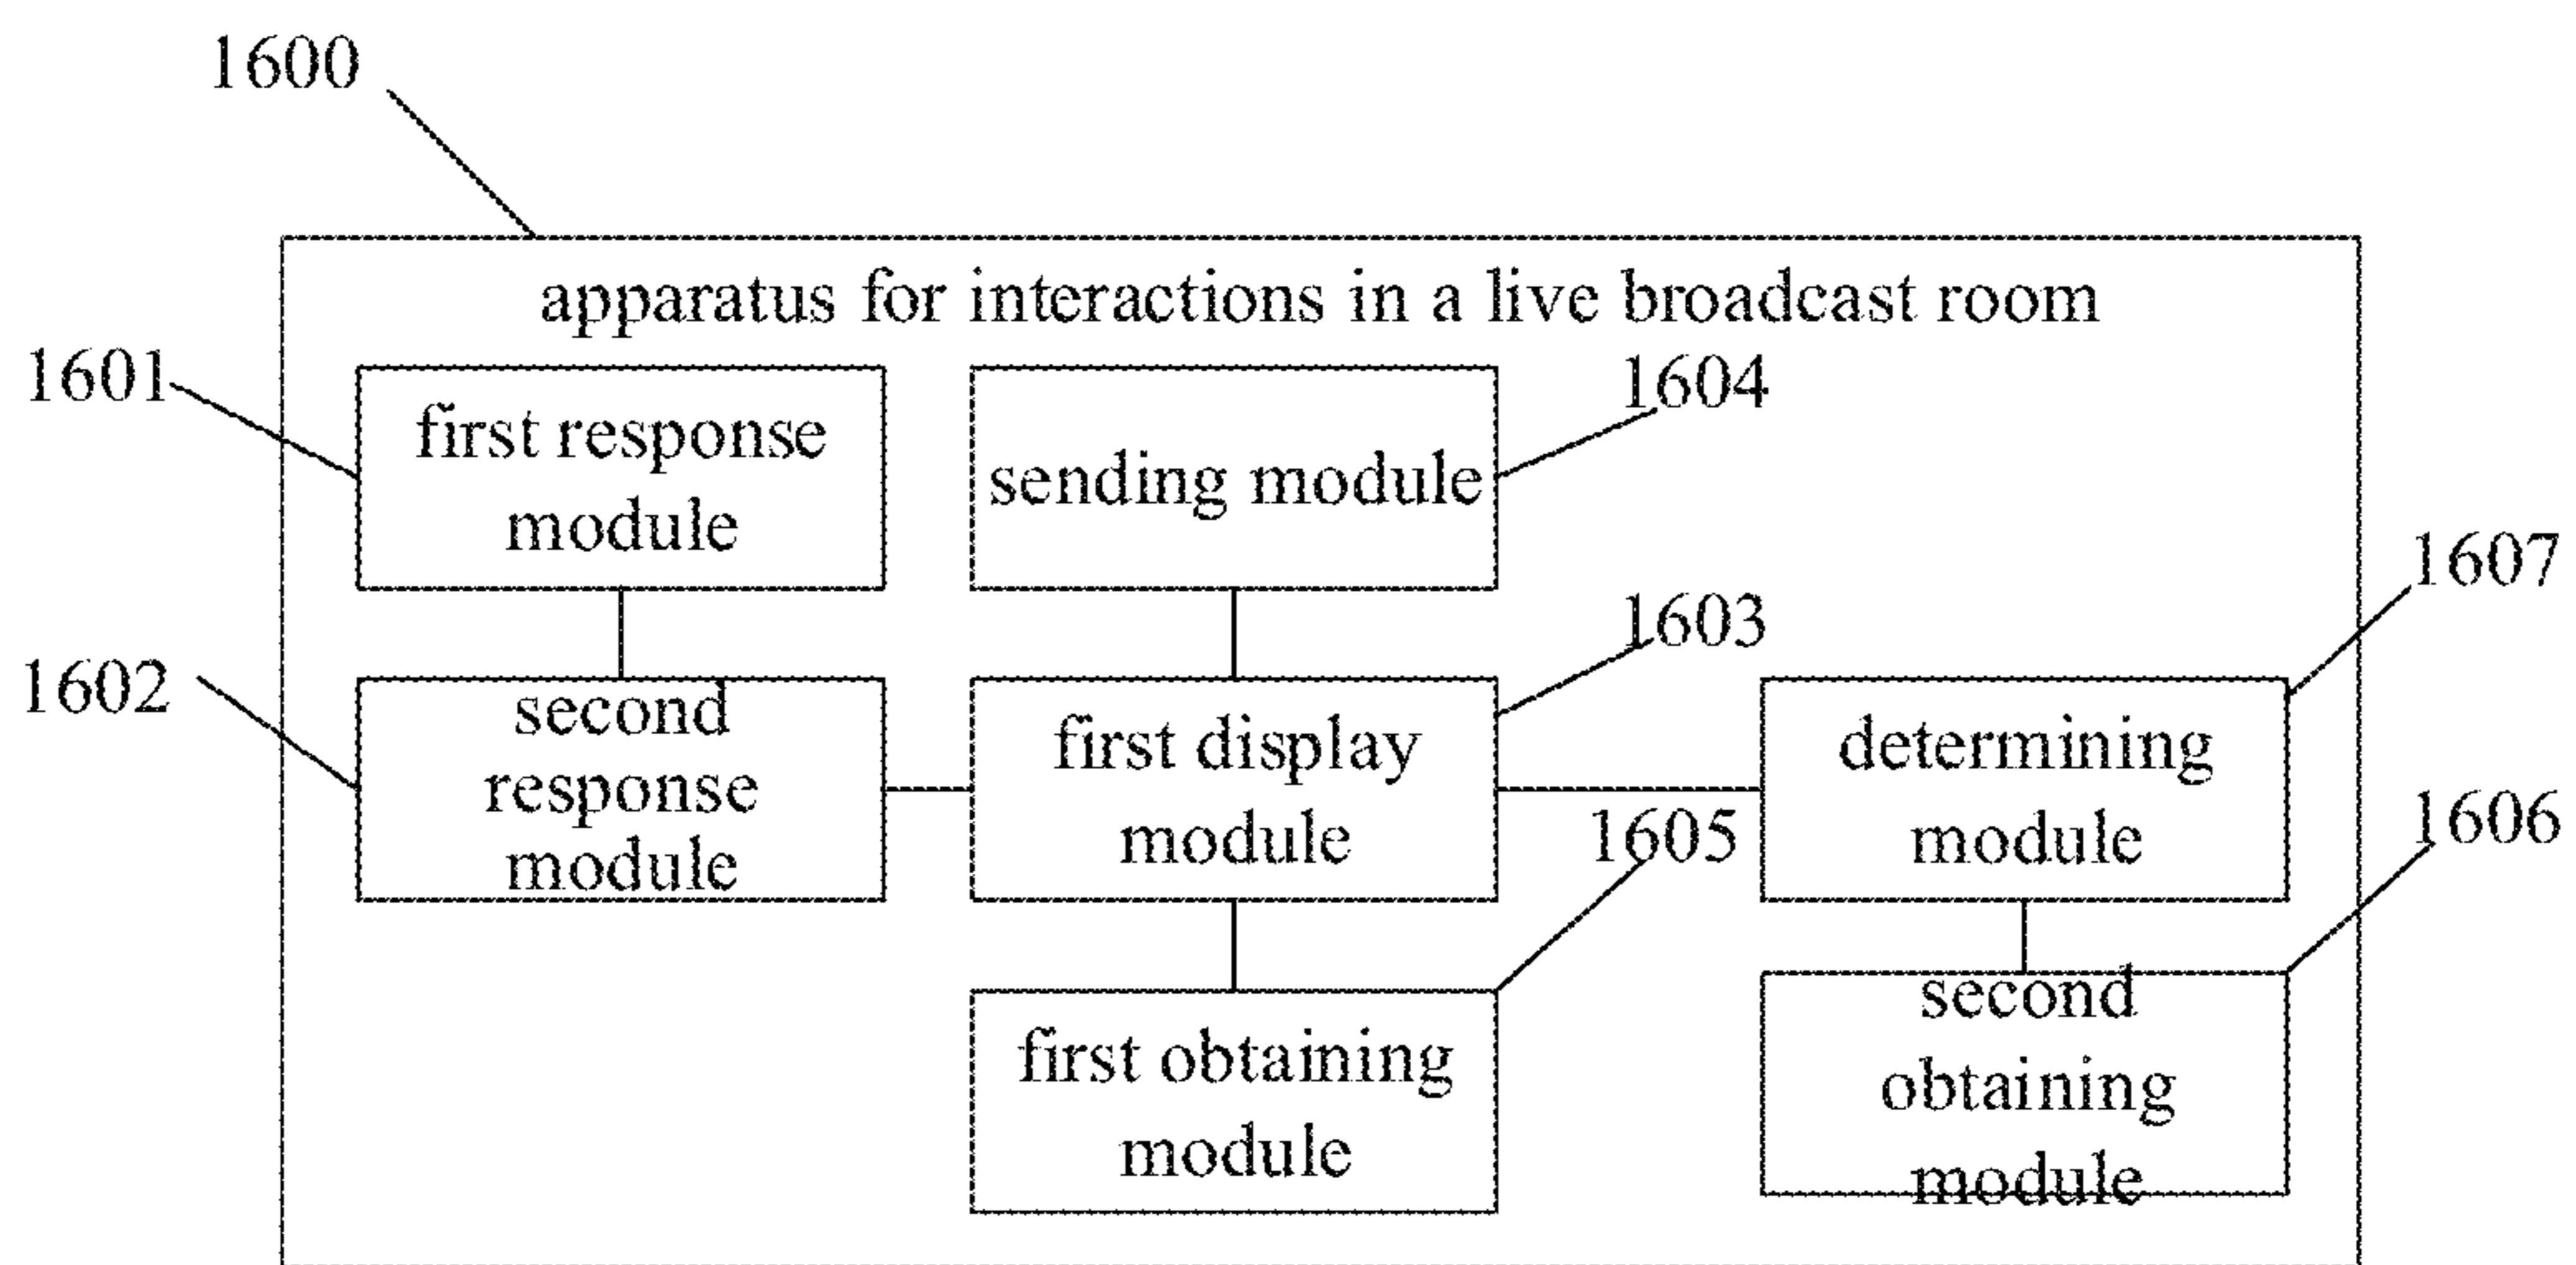 1600
apparatus for interactions in a live broadcast room
1601
first response
module
sending module
1604
1602
second
response
module
first display
module
1603
determining
module
1607
first obtaining
module
1605
second
obtaining
module
1606